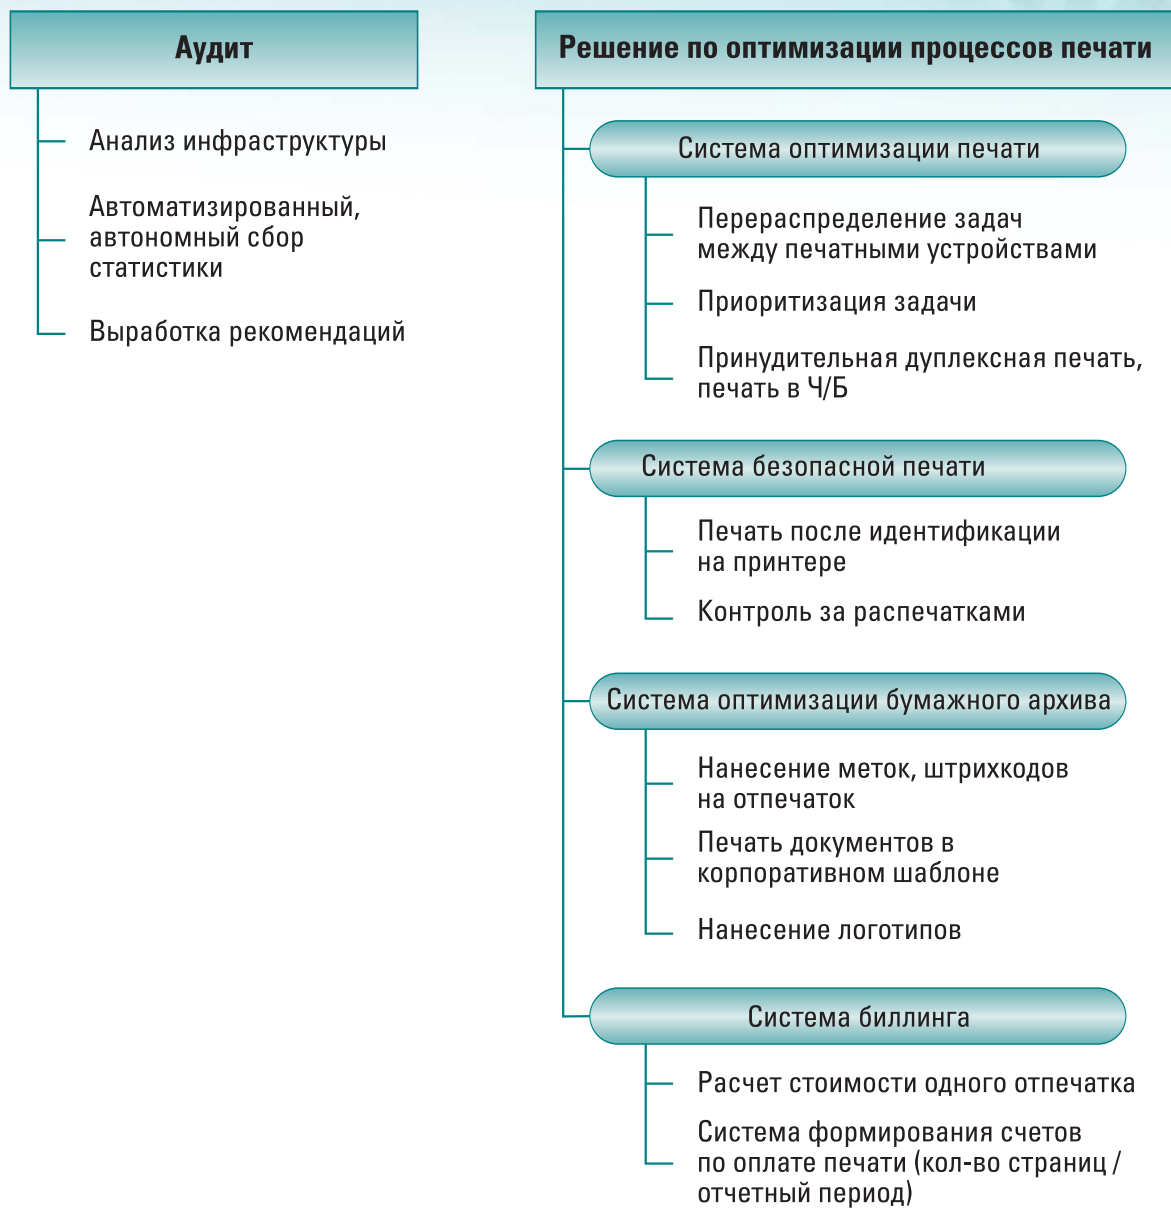 Аудит
Анализ инфраструктуры
Автоматизированный,
автономный сбор
статистики
Выработка рекомендаций
Решение по оптимизации процессов печати
Система оптимизации печати
Перераспределение задач
между печатными устройствами
Приоритизация задачи
Принудительная дуплексная печать,
печать в Ч/Б
Система безопасной печати
Печать после идентификации
на принтере
Контроль за распечатками
Система оптимизации бумажного архива
Нанесение меток, штрихкодов
на отпечаток
Печать документов в
корпоративном шаблоне
Нанесение логотипов
Система биллинга
Расчет стоимости одного отпечатка
Система формирования счетов
по оплате печати (кол-во страниц /
отчетный период)